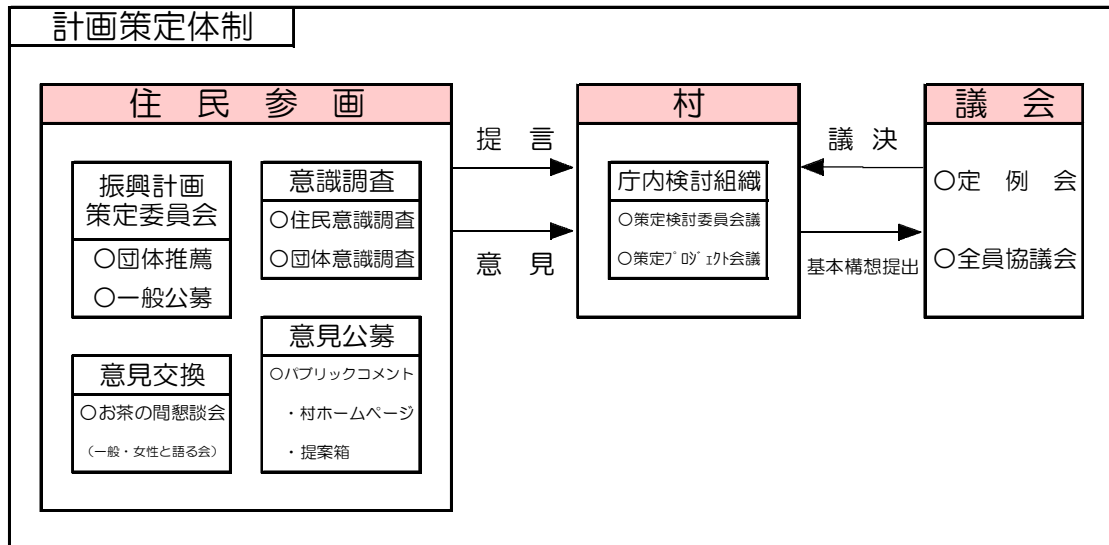 計画策定体制
住民参画
振興計画
策定委員会
○団体推薦
○一般公募
意識調査
○住民意識調査
○団体意識調査
意見交換
○お茶の間懇談会
（一般・女性と語る会）
意見公募
○パブリックコメント
・村ホームページ
・提案箱
提言
意見
村
庁内検討組織
○策定検討委員会議
○策定ﾌﾟﾛｼﾞｪｸﾄ会議
議決
基本構想提出
議会
○定例会
○全員協議会